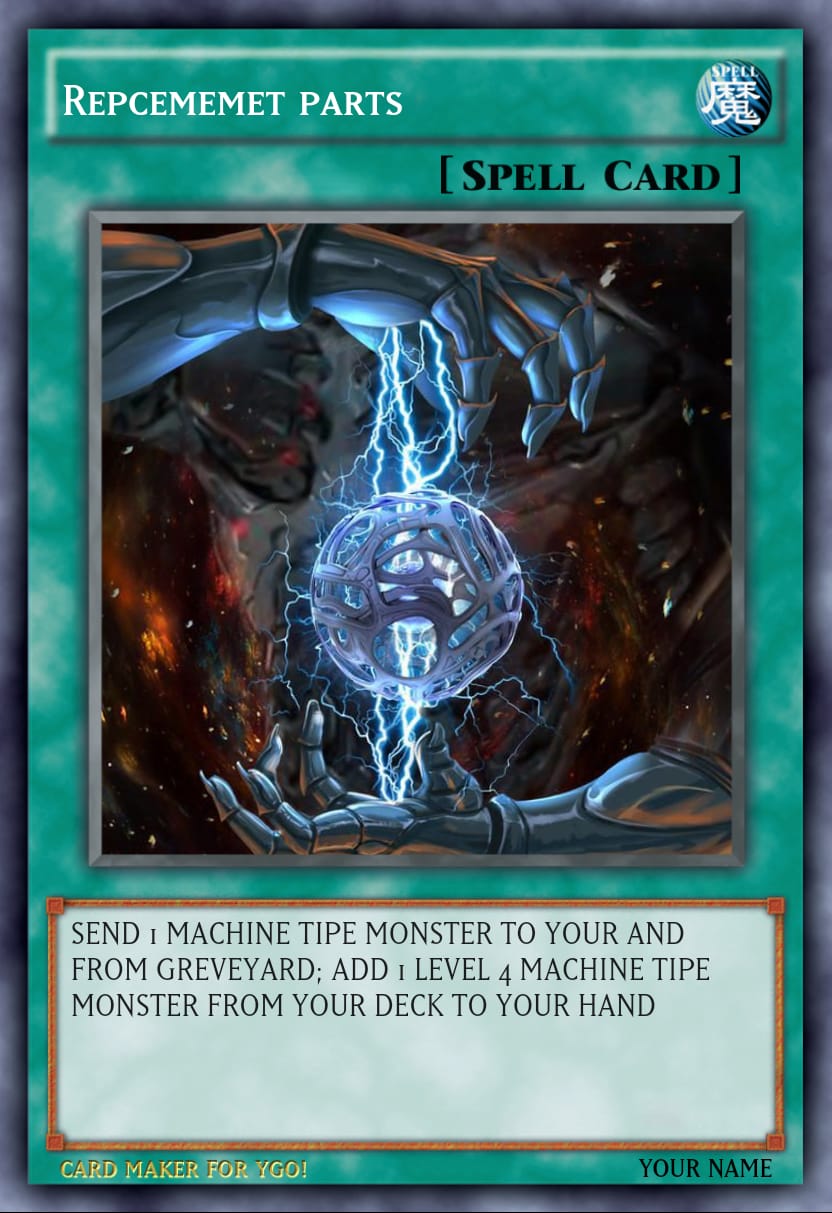 Repcememet parts
SPELL
魔
[Spell Card]
SEND 1 MACHINE TIPE MONSTER TO YOUR AND
FROM GREVEYARD; ADD 1 LEVEL 4 MACHINE TIPE
MONSTER FROM YOUR DECK TO YOUR HAND
CARD MAKER FOR YGO!
YOUR NAME